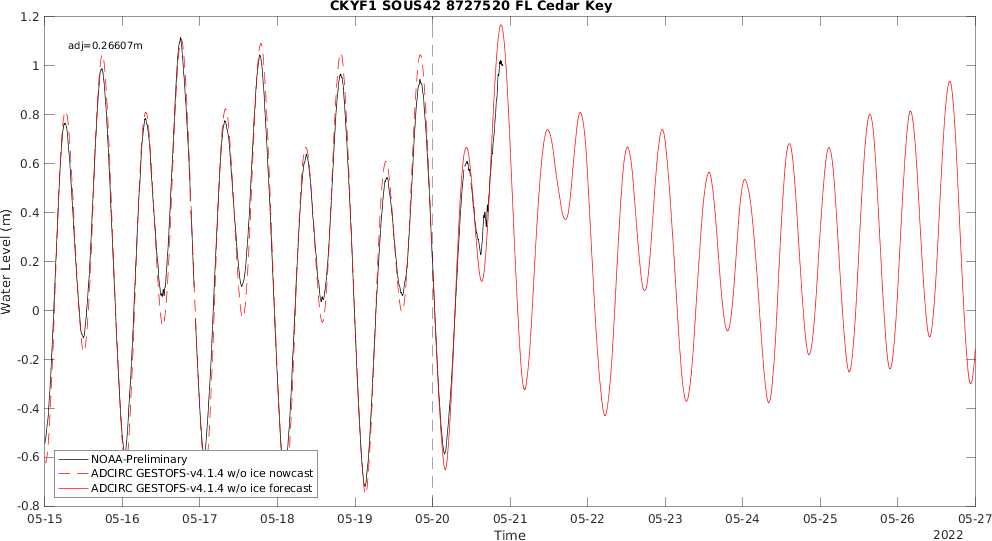 CKYF1 SOUS42 8727520 FL Cedar Key
adj=0.26607m
1.2
1
0.8
0.6
0.4
0.2
0
-0.2
-0.4
-0.6
-0.8
Water Level (m)
NOAA-Preliminary
ADCIRC GESTOFS-v4.1.4 w/o ice nowcast
ADCIRC GESTOFS-v4.1.4 w/o ice forecast
05-15 05-16 05-17 05-18 05-19 05-20 05-21 05-22 05-23 05-24 05-25 05-26 05-27
Time
2022